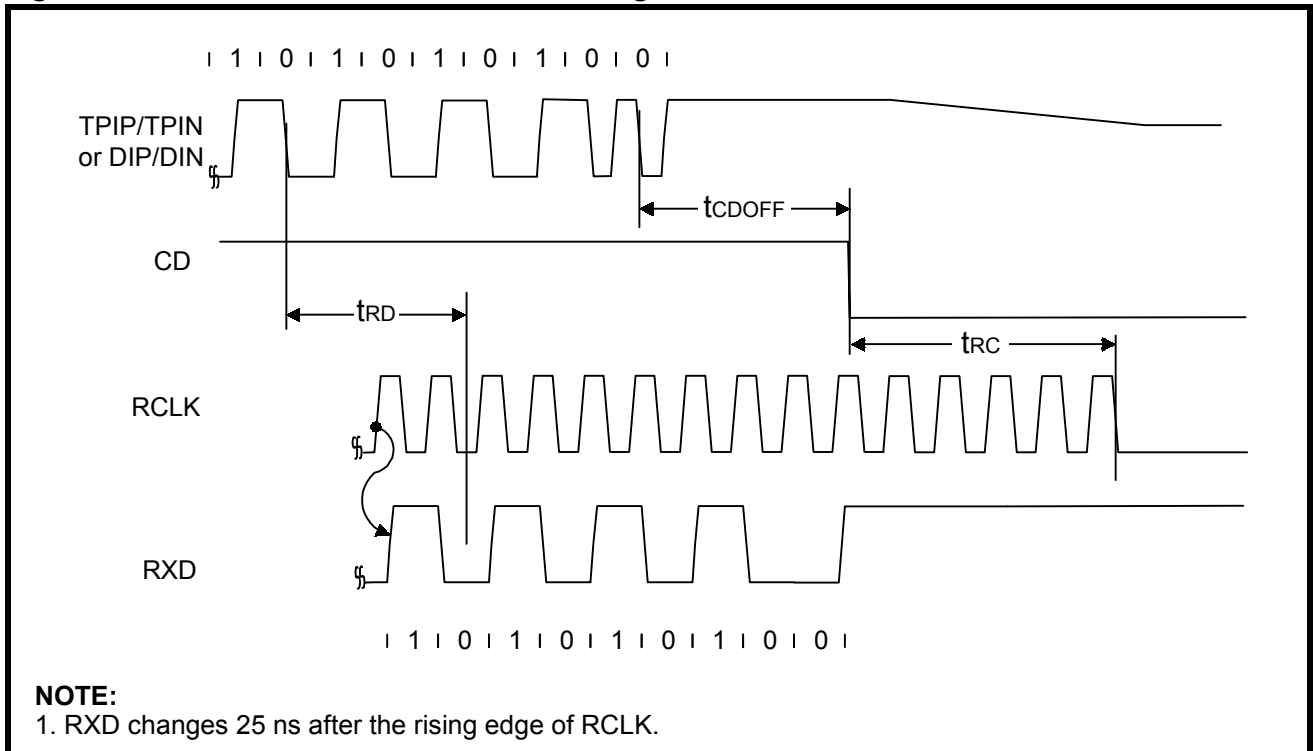 ı 1 ı 0 ı 1 ı 0 ı 1 ı 0 ı 1 ı 0 ı 0 ı
TPIP/TPIN
or DIP/DIN
tCDOFF
CD
tRD
tRC
RCLK
RXD
ı 1 ı 0 ı 1 ı 0 ı 1 ı 0 ı 1 ı 0 ı 0 ı
NOTE:
1. RXD changes 25 ns after the rising edge of RCLK.